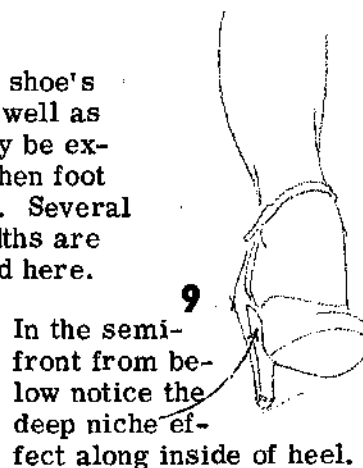 shoe's
well as
y be ex-
hen foot
. Several
lths are
d here.
9
In the semi-
front from be-
low notice the
deep niche ef-
fect along inside of heel.